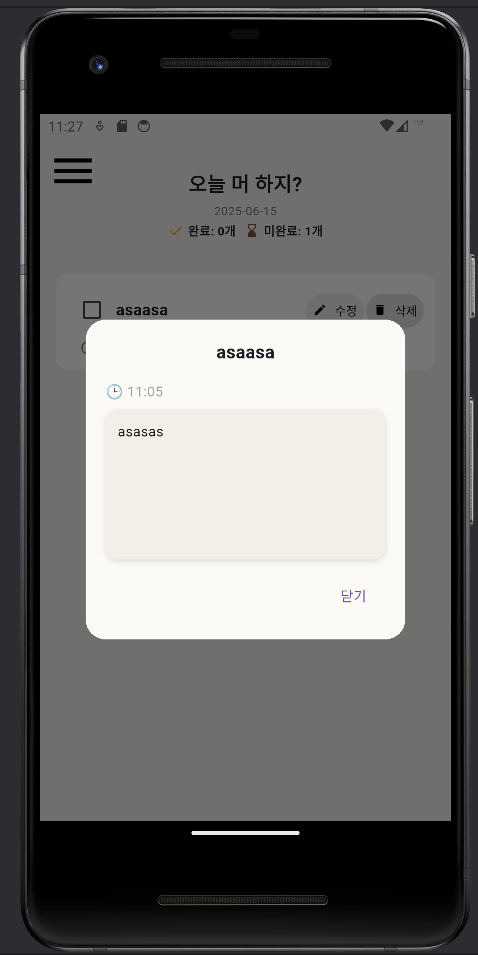 11:27
오늘 머 하지?
2025-06-15
완료: 0개 미완료: 1개
asaasa 수정 삭제
asaasa
11:05
asasas
닫기